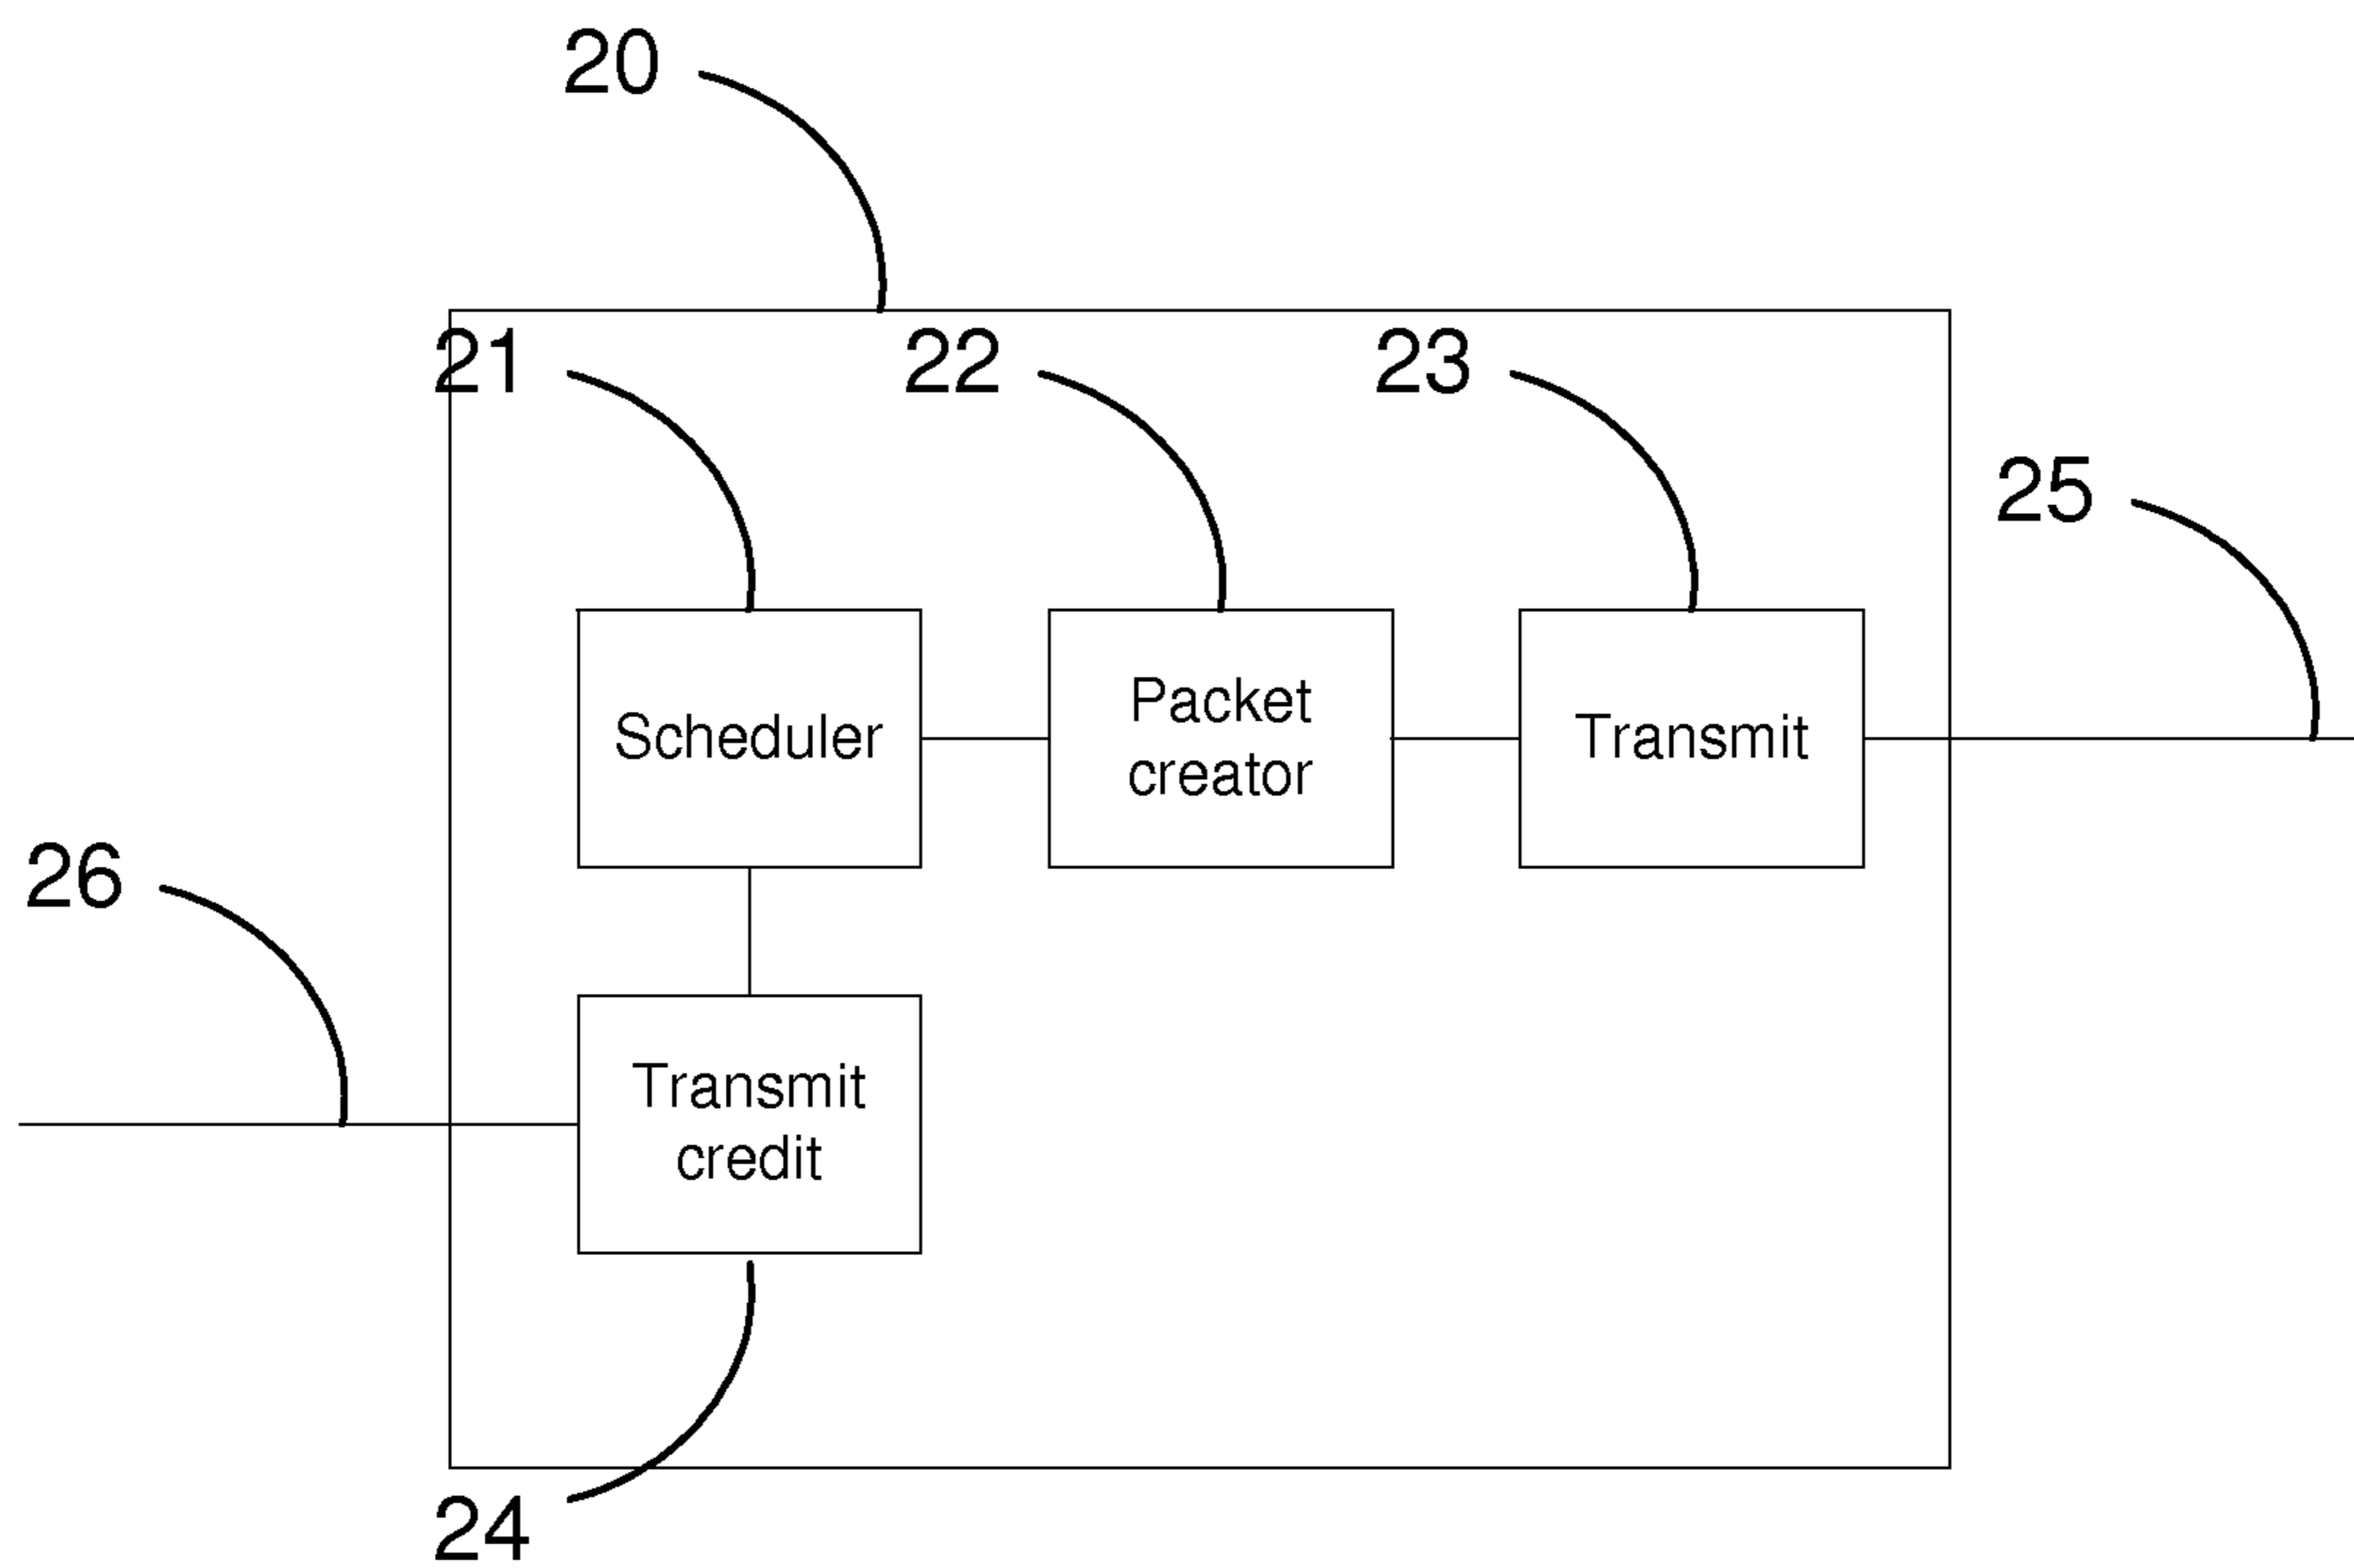 20
21
22
23
25
Scheduler
Packet
creator
Transmit
26
Transmit
credit
24